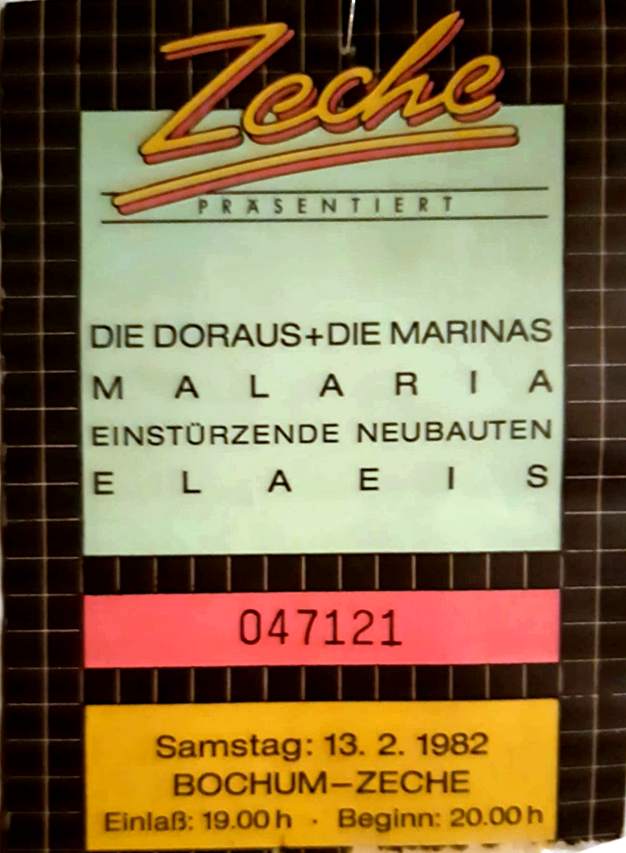 Zeche
PRÄSENTIERT
DIE DORAUS+DIE MARINAS
MALARIA
EINSTÜRZENDE NEUBAUTEN
ELAEIS
047121
Samstag: 13. 2. 1982
BOCHUM–ZECHE
Einlaß: 19.00 h · Beginn: 20.00 h